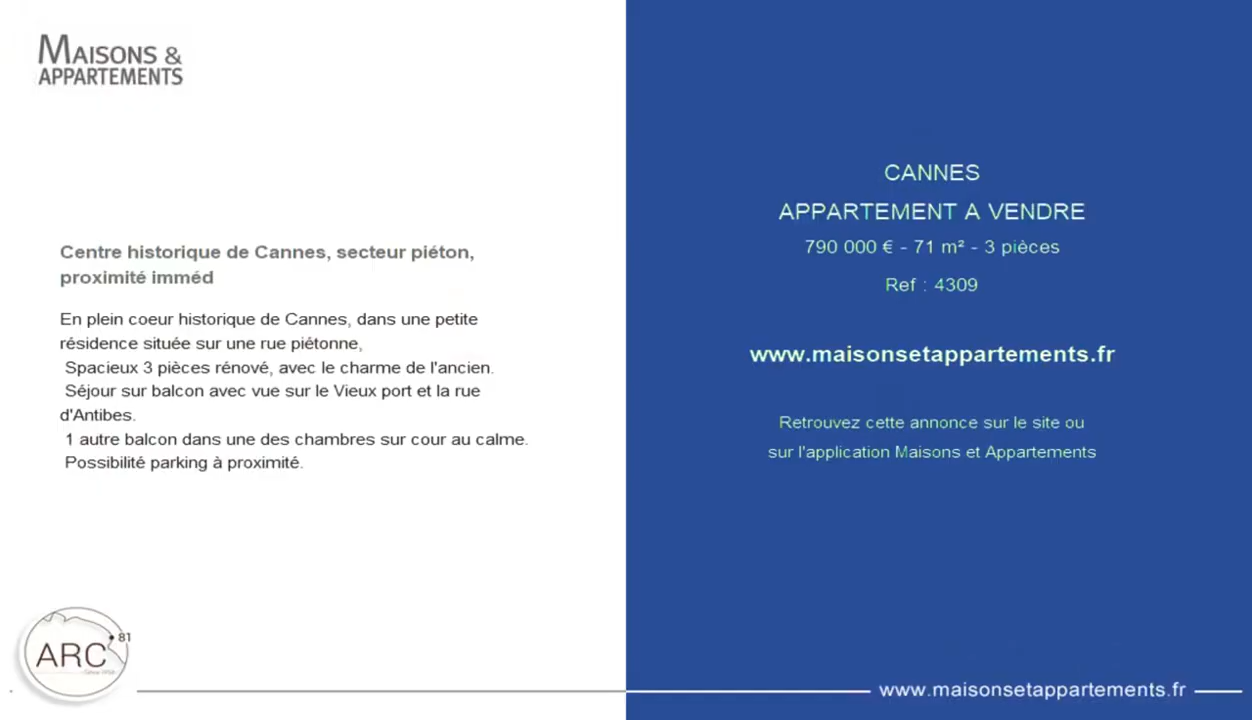 MAISONS &
APPARTEMENTS
Centre historique de Cannes, secteur piéton,
proximité imméd
En plein coeur historique de Cannes, dans une petite
résidence située sur une rue piétonne,
Spacieux 3 pièces rénové, avec le charme de l'ancien.
Séjour sur balcon avec vue sur le Vieux port et la rue
d'Antibes.
1 autre balcon dans une des chambres sur cour au calme.
Possibilité parking à proximité.
CANNES
APPARTEMENT A VENDRE
790 000 € - 71 m² - 3 pièces
Ref : 4309
www.maisonsetappartements.fr
Retrouvez cette annonce sur le site ou
sur l'application Maisons et Appartements
81
ARC
www.maisonsetappartements.fr